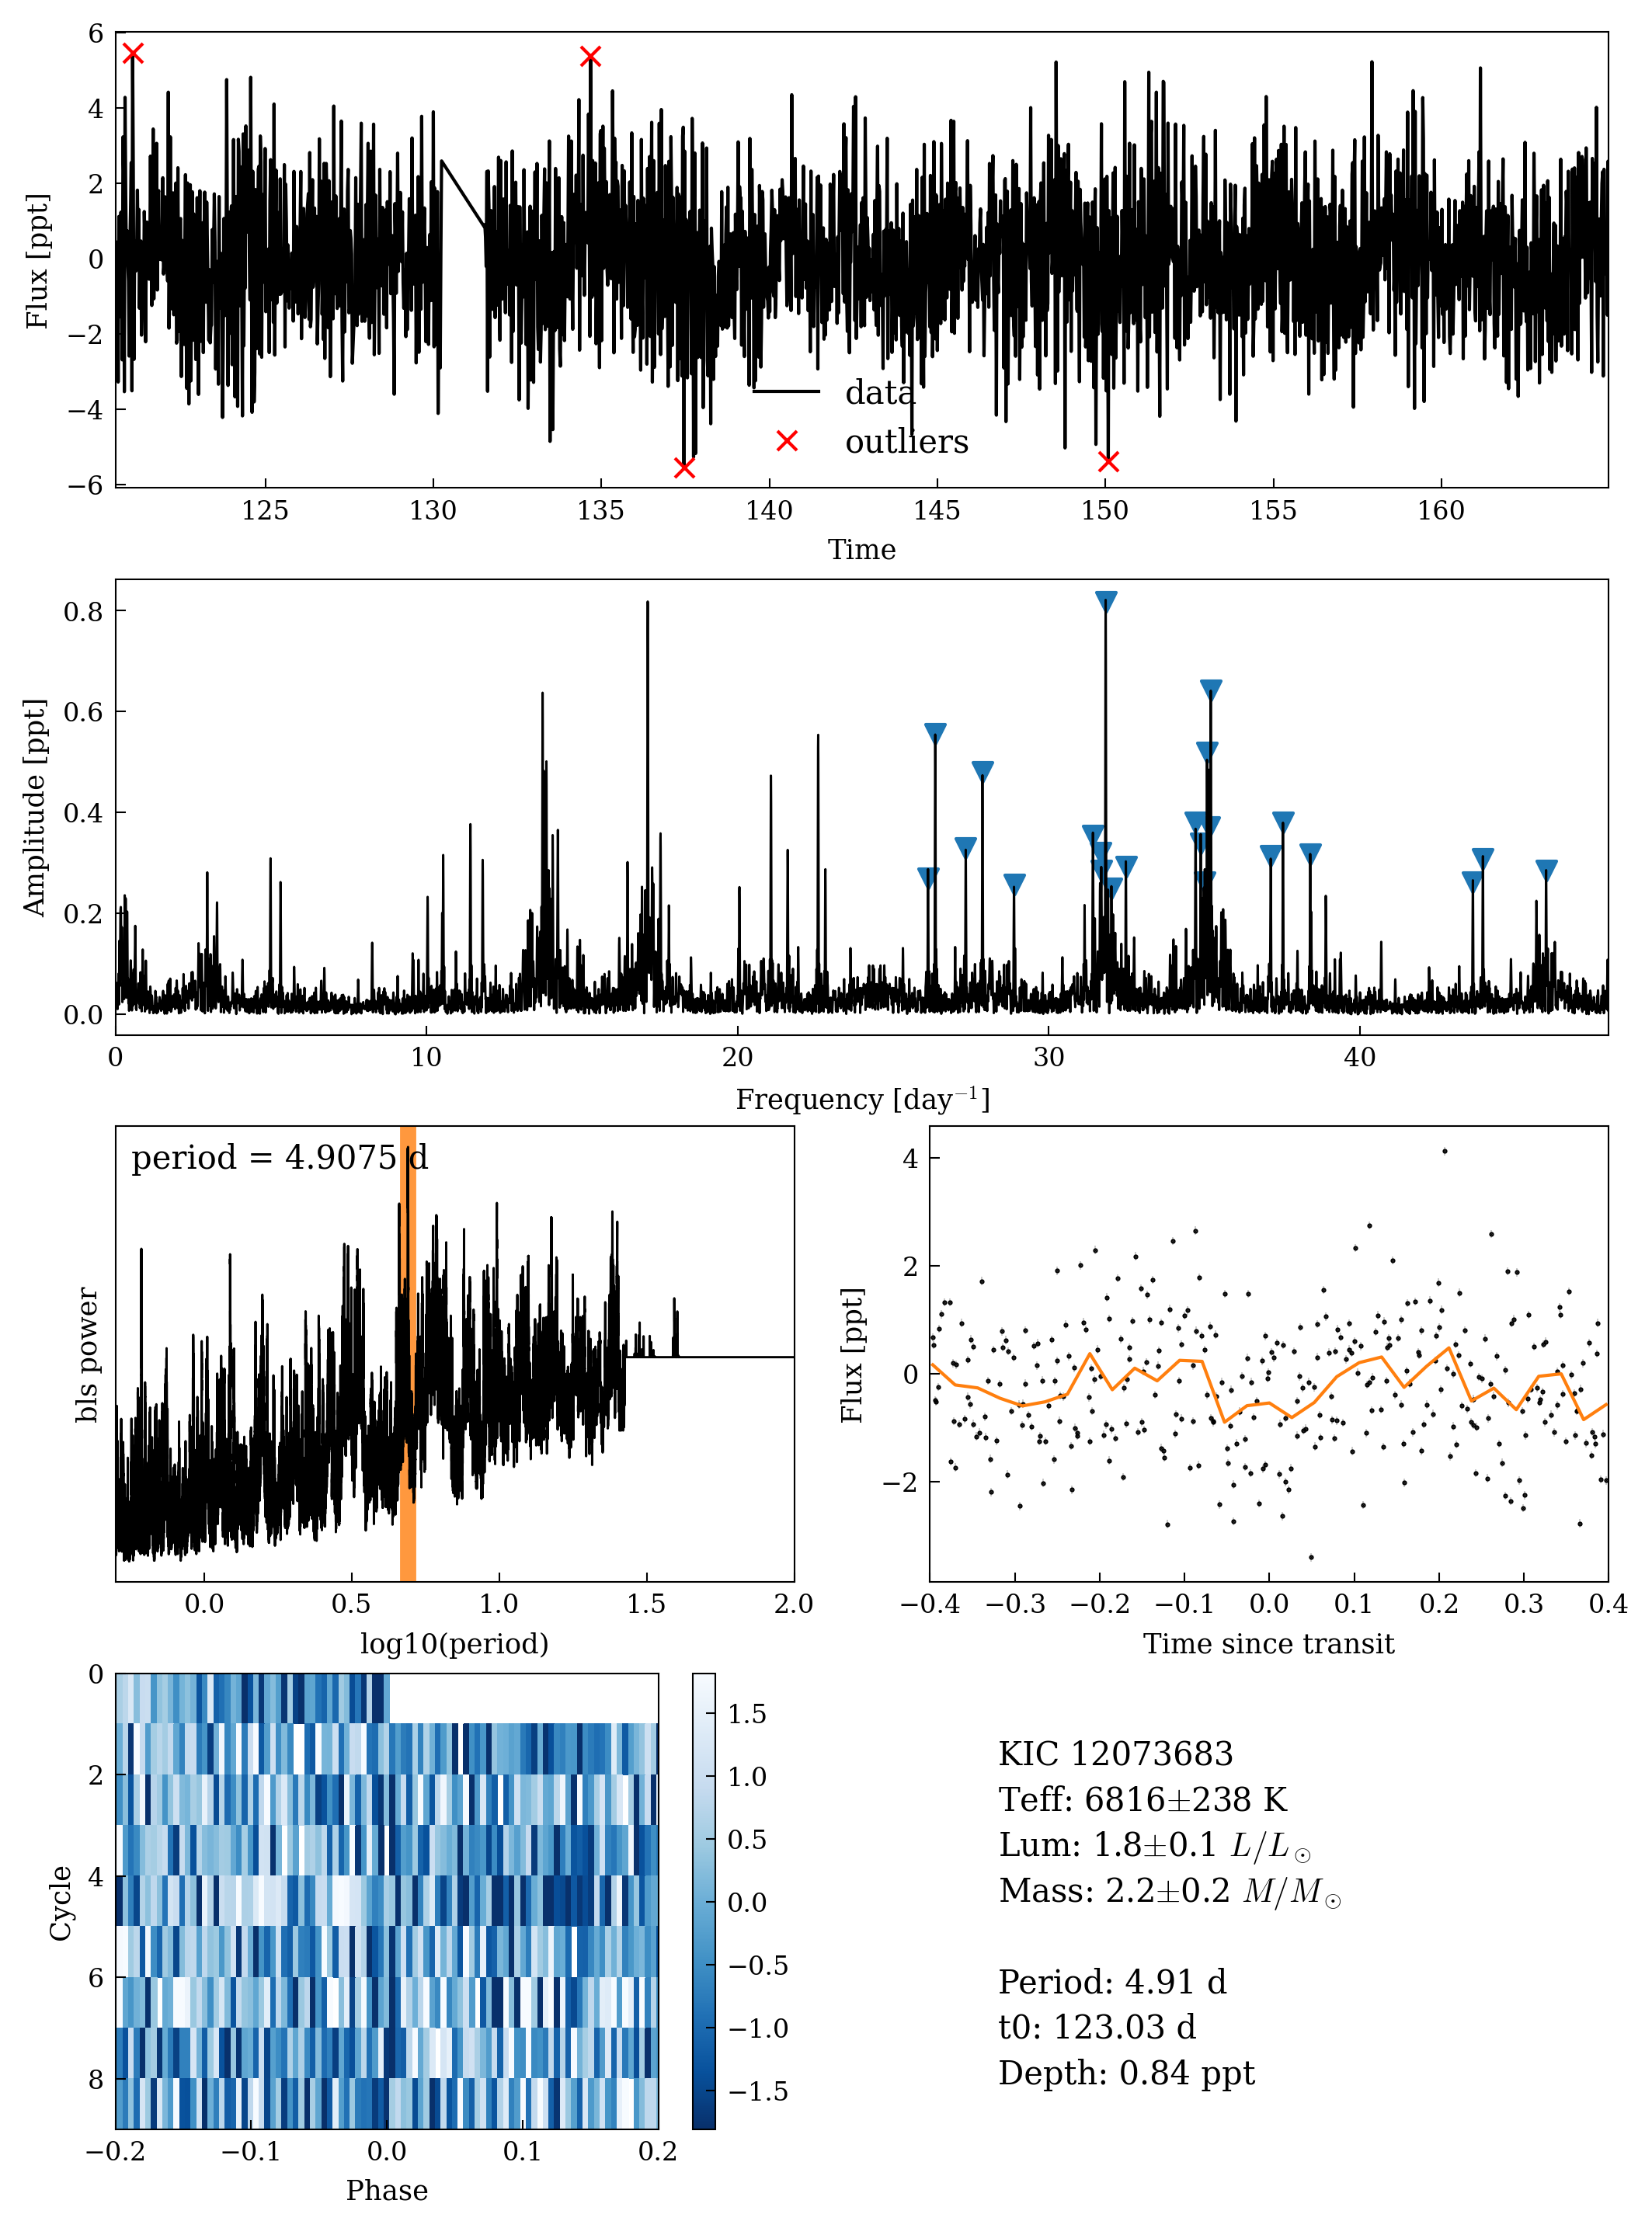 6
4
2
0
−2
−4
−6
Flux [ppt]
data
outliers
125 130 135 140 145 150 155 160
Time
0.8
0.6
0.4
0.2
0.0
Amplitude [ppt]
0 10 20 30 40
Frequency [day⁻¹]
period = 4.9075 d
bls power
0.0 0.5 1.0 1.5 2.0
log10(period)
4
2
0
−2
Flux [ppt]
−0.4 −0.3 −0.2 −0.1 0.0 0.1 0.2 0.3 0.4
Time since transit
0
2
4
6
8
Cycle
−0.2 −0.1 0.0 0.1 0.2
Phase
1.5
1.0
0.5
0.0
−0.5
−1.0
−1.5
KIC 12073683
Teff: 6816±238 K
Lum: 1.8±0.1 L/L☉
Mass: 2.2±0.2 M/M☉
Period: 4.91 d
t0: 123.03 d
Depth: 0.84 ppt